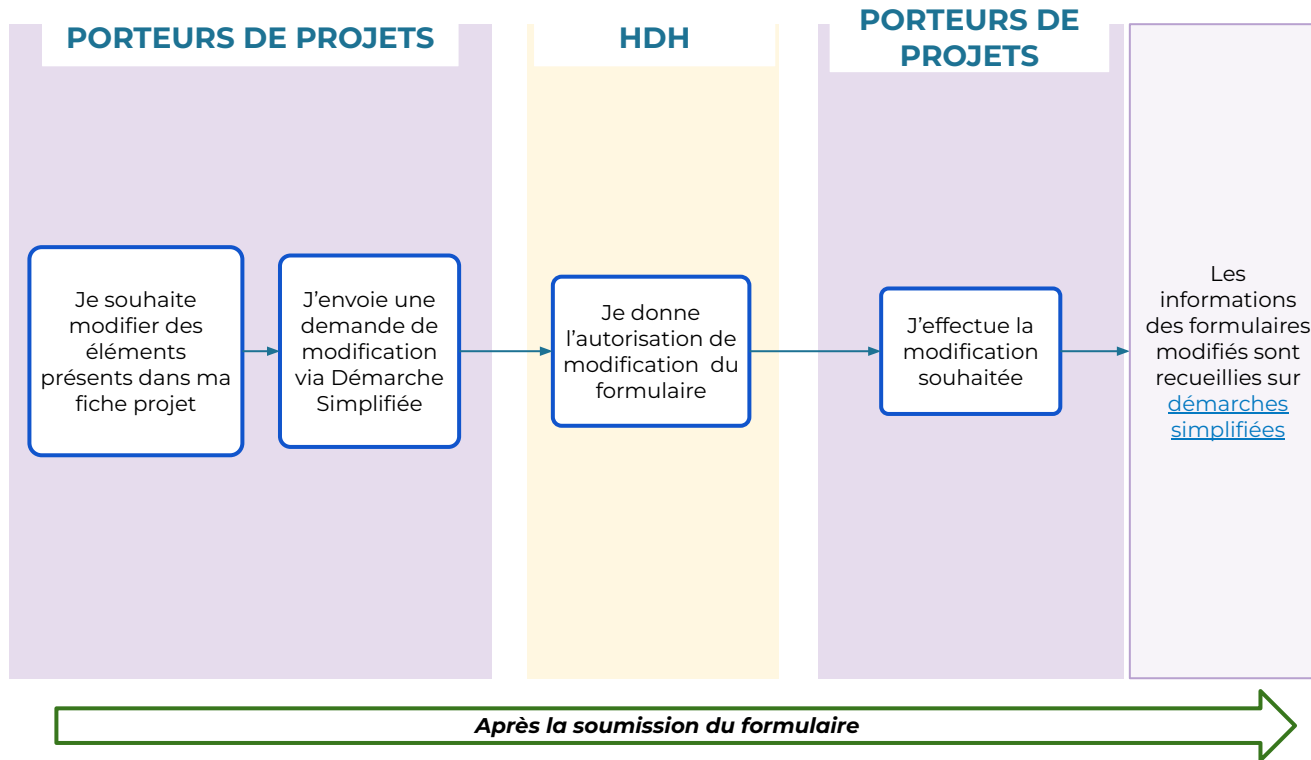 PORTEURS DE PROJETS
HDH
PORTEURS DE
PROJETS
Je souhaite
modifier des
éléments
présents dans ma
fiche projet
J’envoie une
demande de
modification
via Démarche
Simplifiée
Je donne
l’autorisation de
modification du
formulaire
J’effectue la
modification
souhaitée
Les
informations
des formulaires
modifiés sont
recueillies sur
démarches
simplifiées
Après la soumission du formulaire